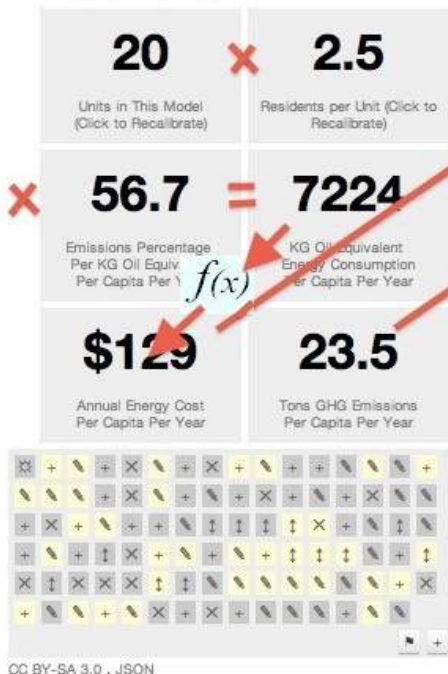 20 × 2.5
Units in This Model
(Click to Recalibrate)
Residents per Unit (Click to
Recalibrate)
× 56.7 = 7224
Emissions Percentage
Per KG Oil
Per Capita Per
KG Oil Equivalent
Energy Consumption
Per Capita Per Year
f(x)
$129
Annual Energy Cost
Per Capita Per Year
23.5
Tons GHG Emissions
Per Capita Per Year
CC BY-SA 3.0 . JSON